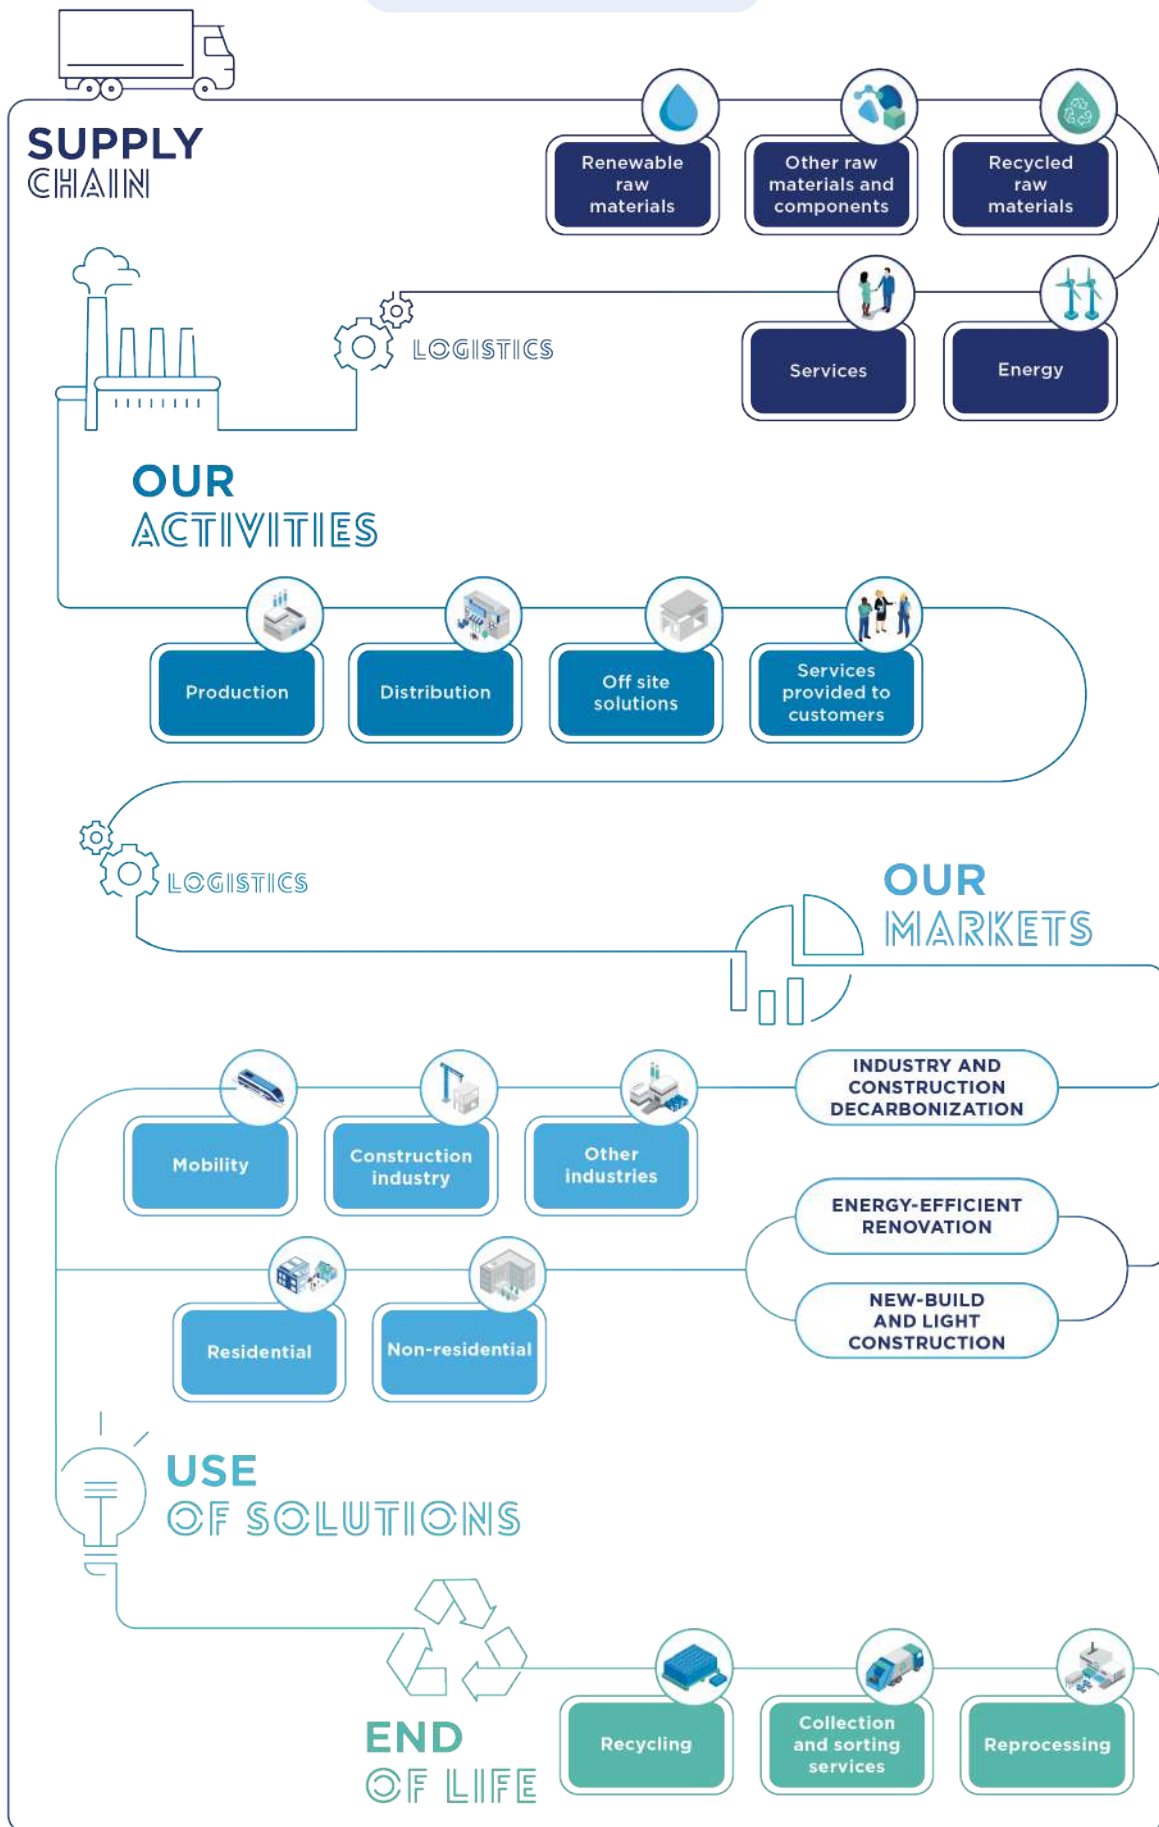 SUPPLY
CHAIN
Renewable
raw
materials
Other raw
materials and
components
Recycled
raw
materials
Services
Energy
LOGISTICS
OUR
ACTIVITIES
Production
Distribution
Off site
solutions
Services
provided to
customers
LOGISTICS
OUR
MARKETS
INDUSTRY AND
CONSTRUCTION
DECARBONIZATION
Mobility
Construction
industry
Other
industries
ENERGY-EFFICIENT
RENOVATION
NEW-BUILD
AND LIGHT
CONSTRUCTION
Residential
Non-residential
USE
OF SOLUTIONS
END
OF LIFE
Recycling
Collection
and sorting
services
Reprocessing